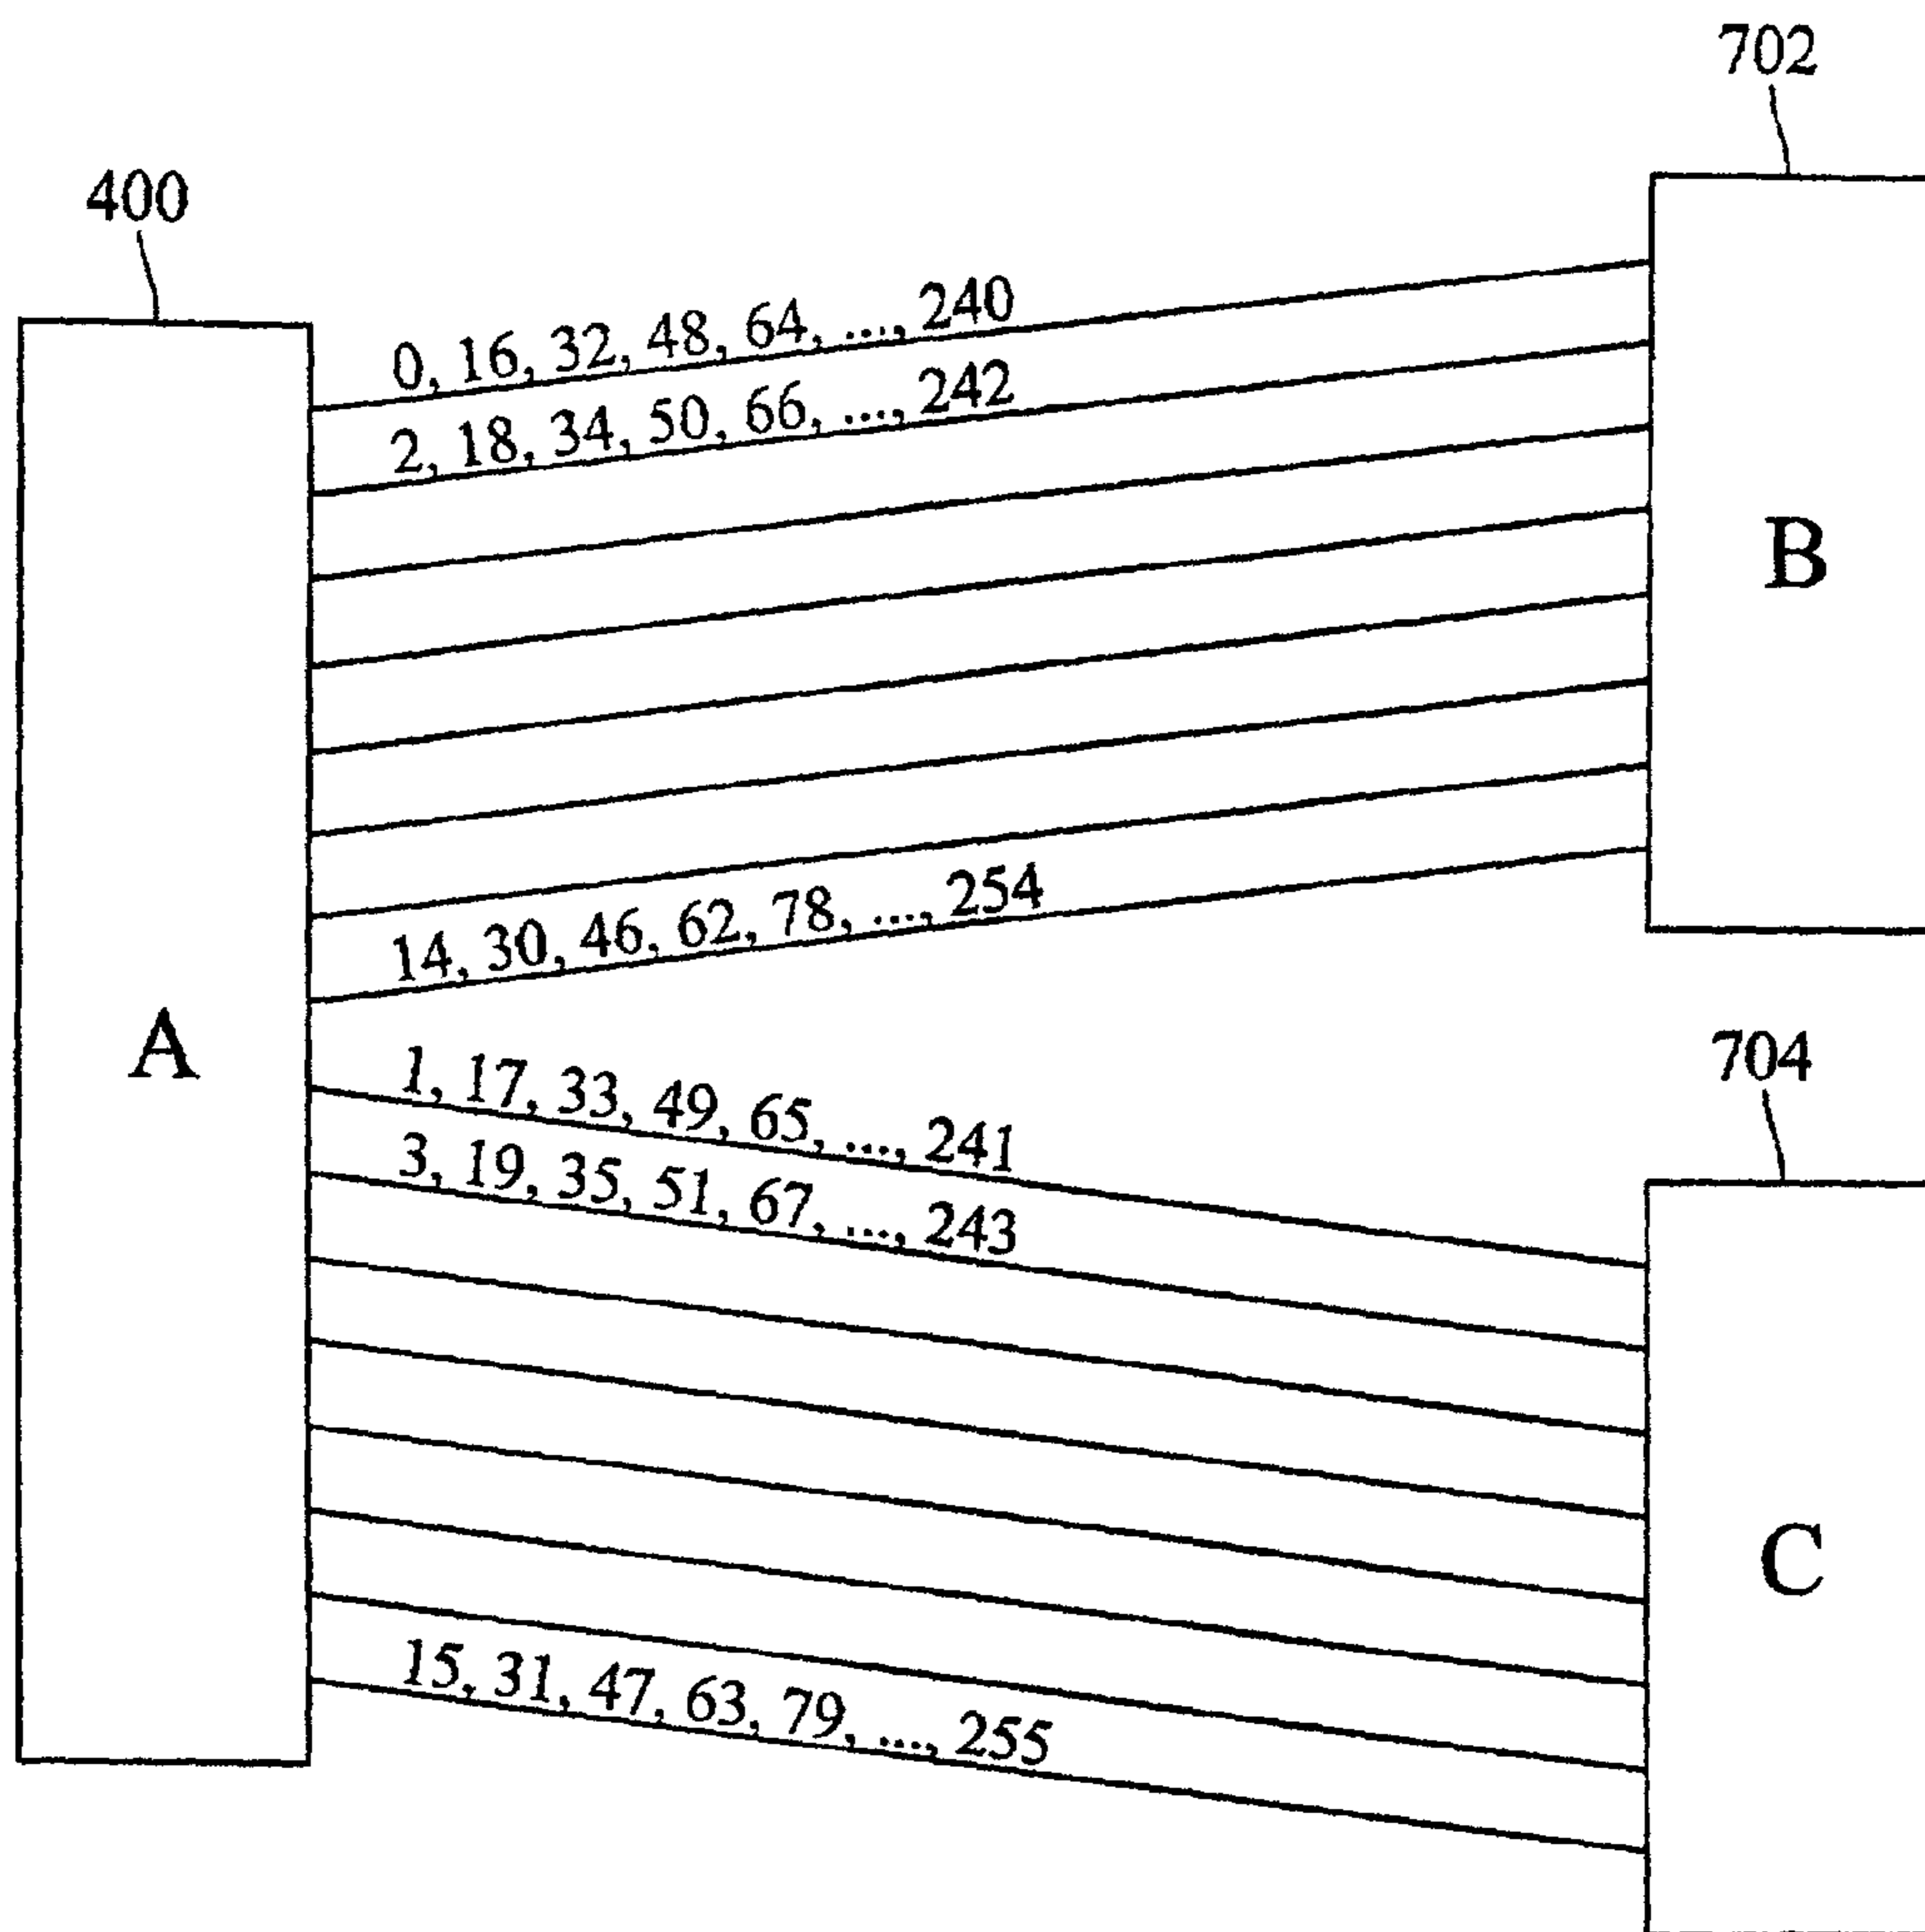 702
400
0, 16, 32, 48, 64, ..., 240
2, 18, 34, 50, 66, ..., 242
B
14, 30, 46, 62, 78, ..., 254
A
704
1, 17, 33, 49, 65, ..., 241
3, 19, 35, 51, 67, ..., 243
C
15, 31, 47, 63, 79, ..., 255